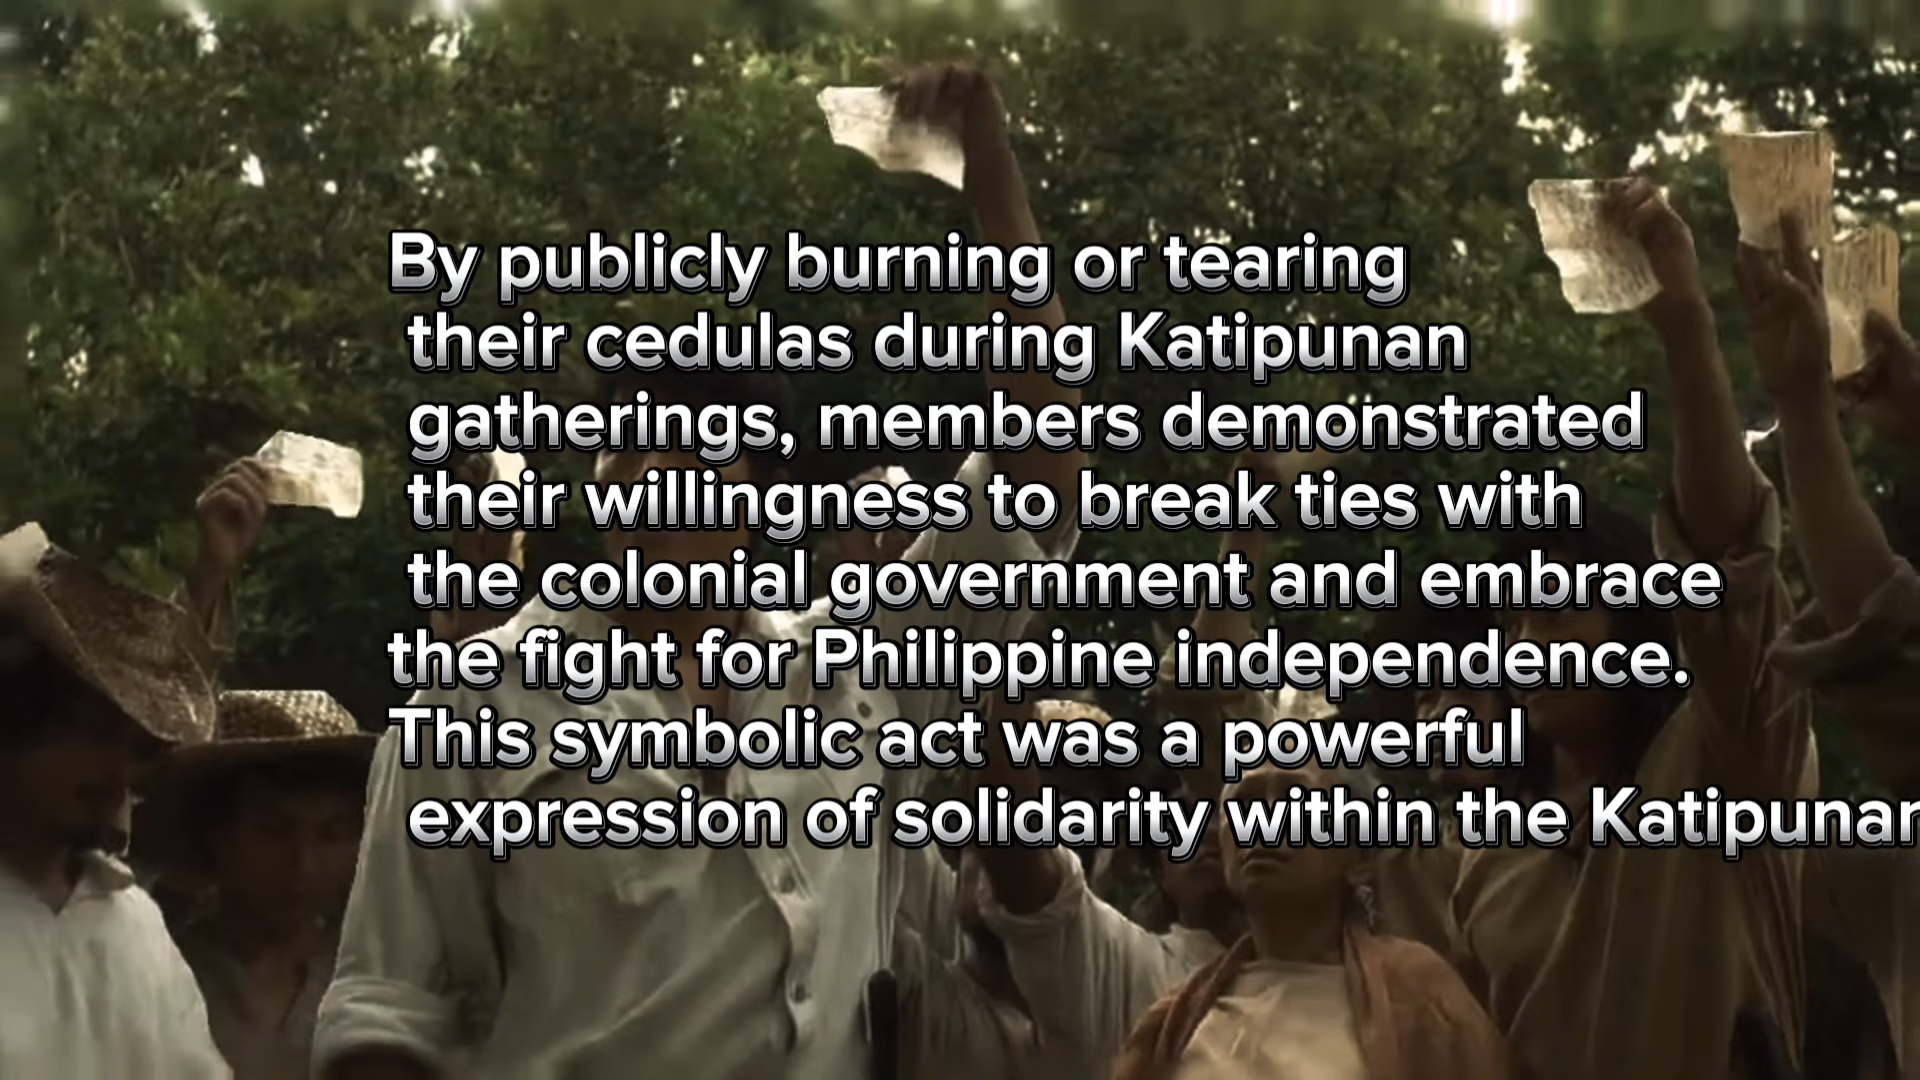 By publicly burning or tearing
their cedulas during Katipunan
gatherings, members demonstrated
their willingness to break ties with
the colonial government and embrace
the fight for Philippine independence.
This symbolic act was a powerful
expression of solidarity within the Katipunan